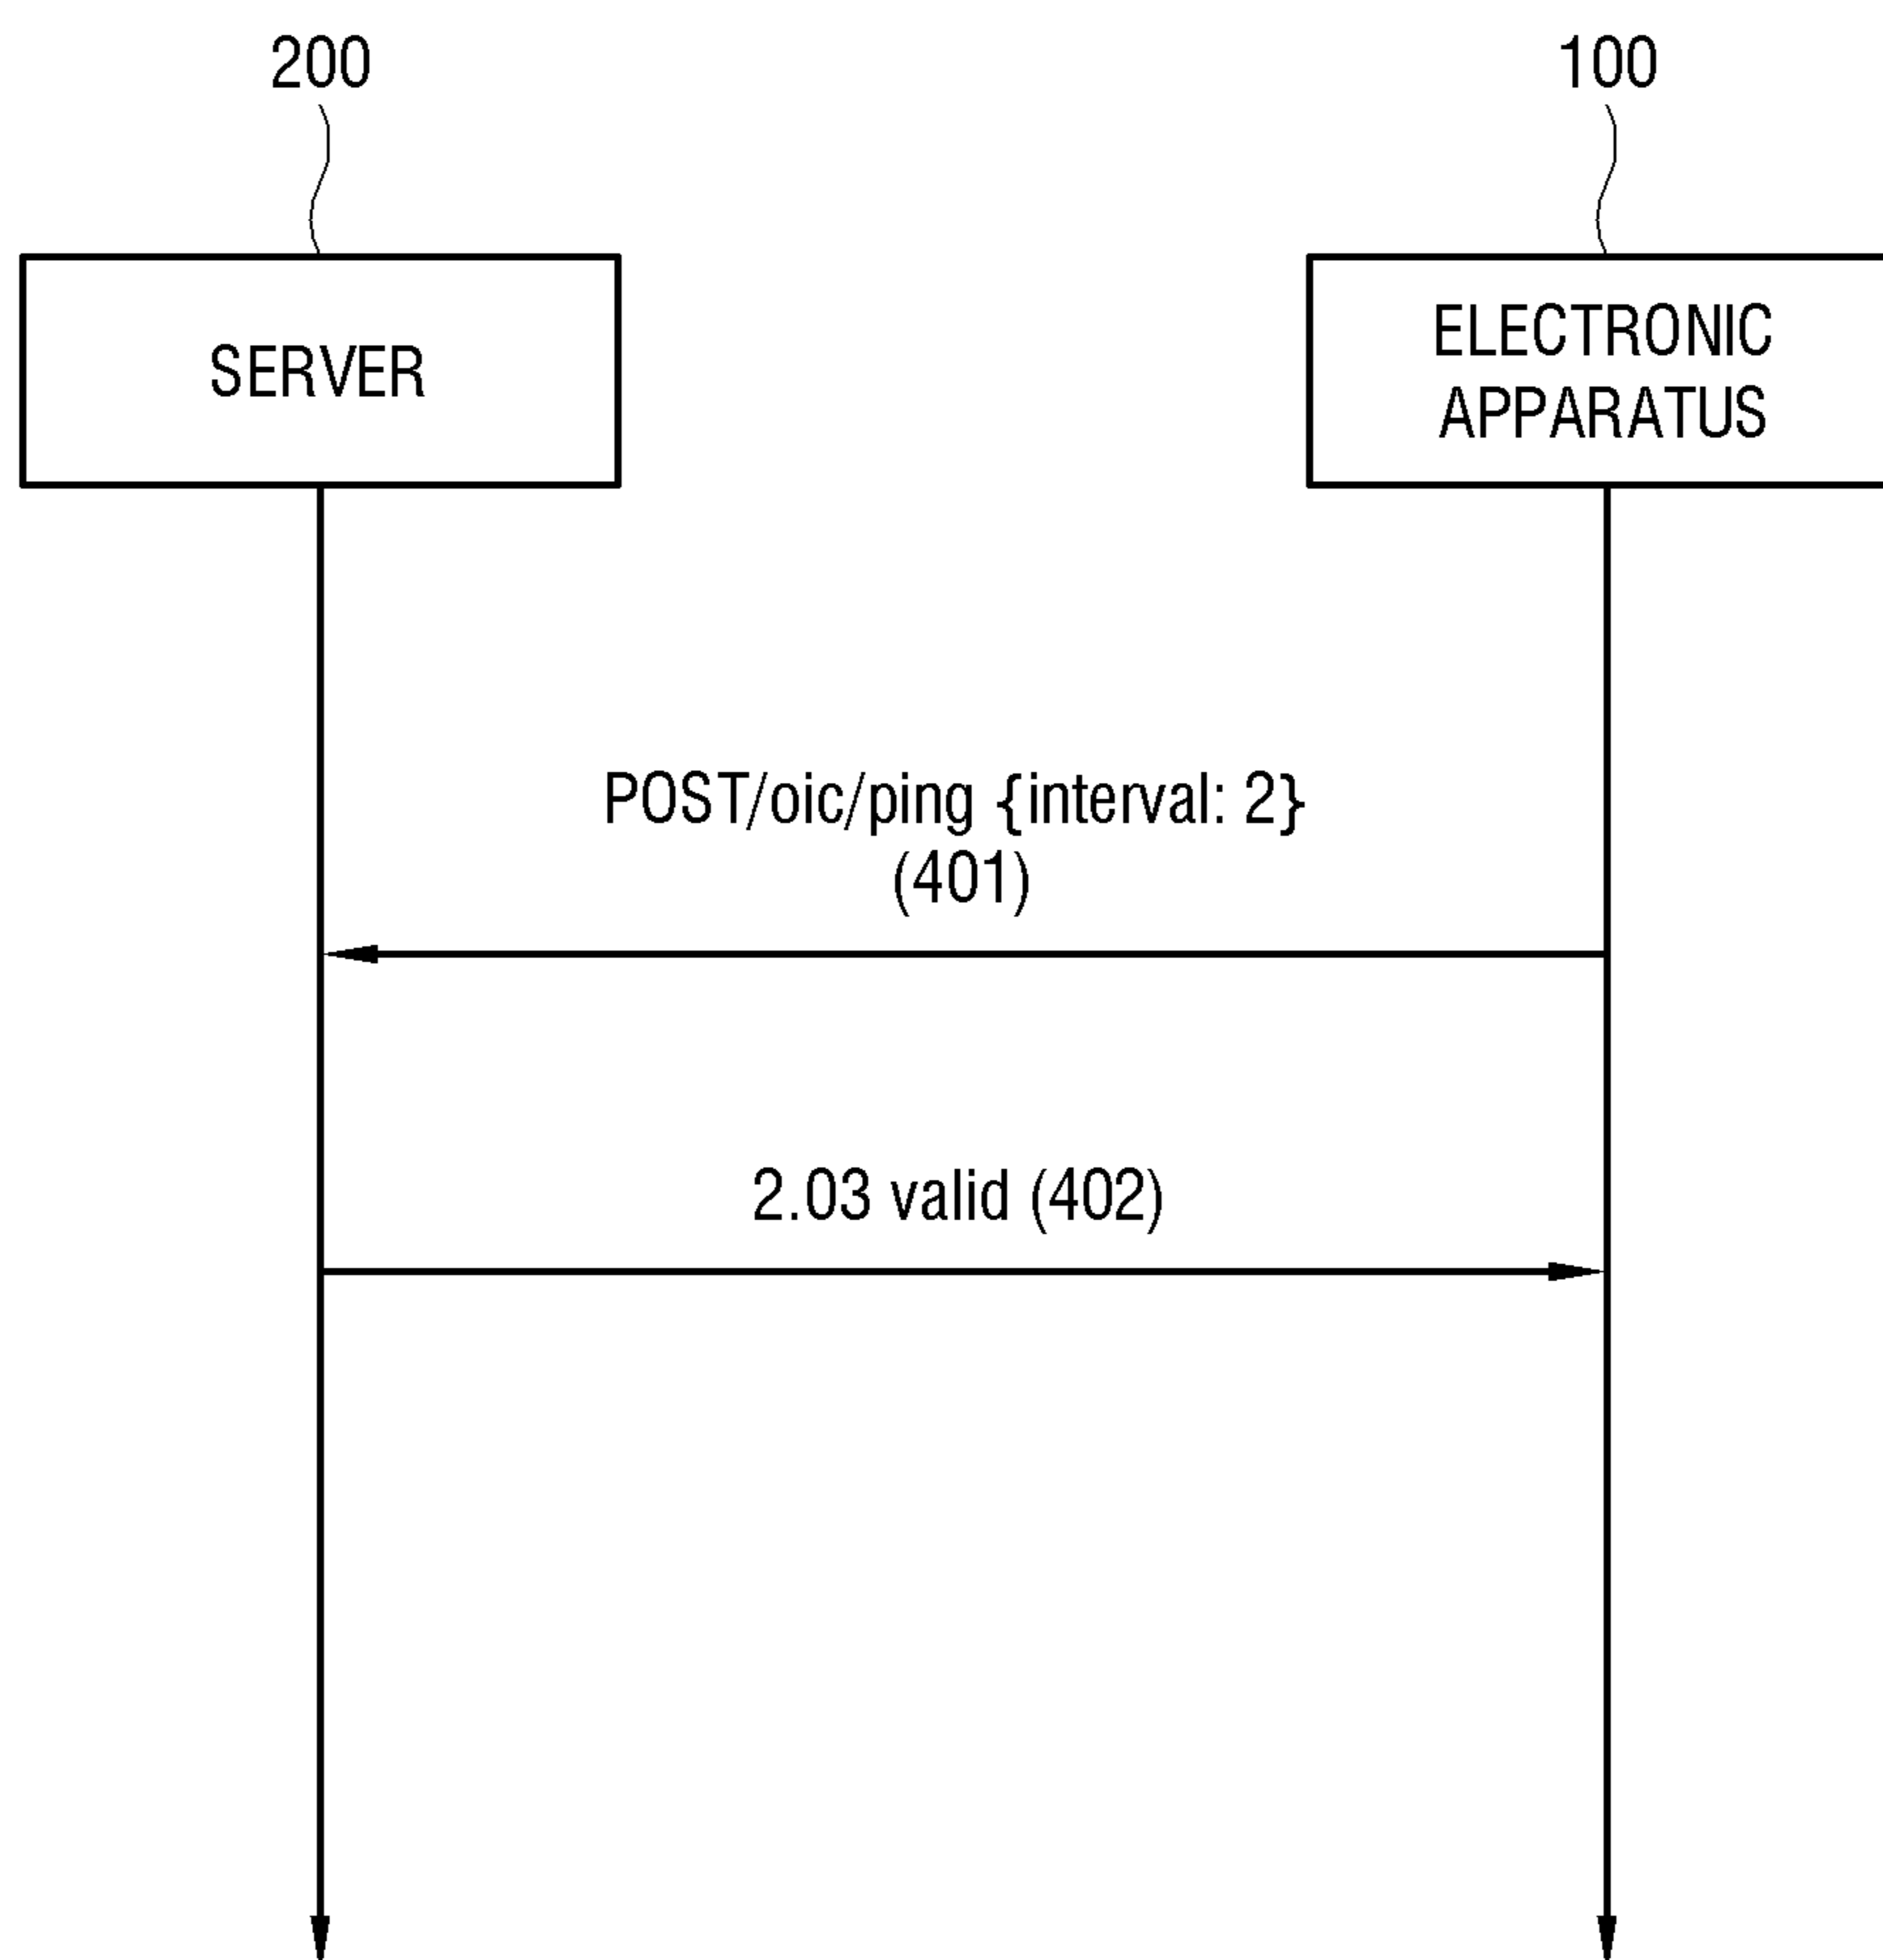 200
100
SERVER
ELECTRONIC
APPARATUS
POST/oic/ping {interval: 2}
(401)
2.03 valid (402)